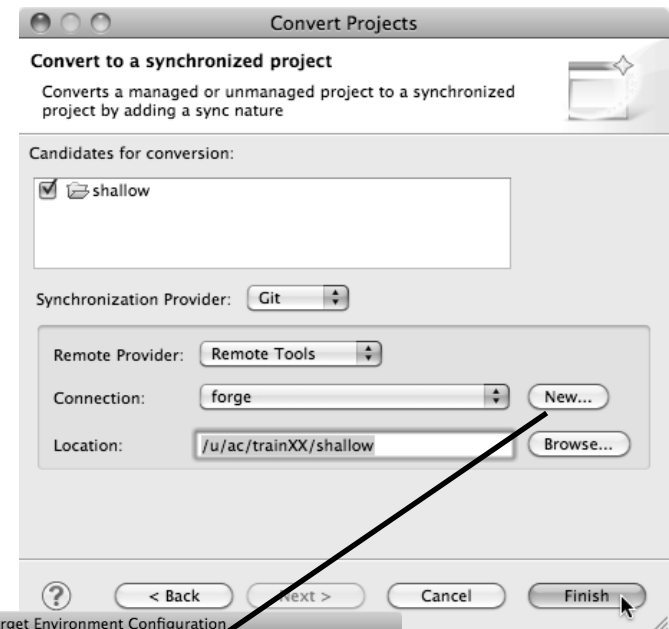 Convert Projects
Convert to a synchronized project
Converts a managed or unmanaged project to a synchronized
project by adding a sync nature
Candidates for conversion:
shallow
Synchronization Provider: Git
Remote Provider: Remote Tools
Connection: forge New...
Location: /u/ac/trainXX/shallow Browse...
? < Back Next > Cancel Finish
rget Environment Configuration